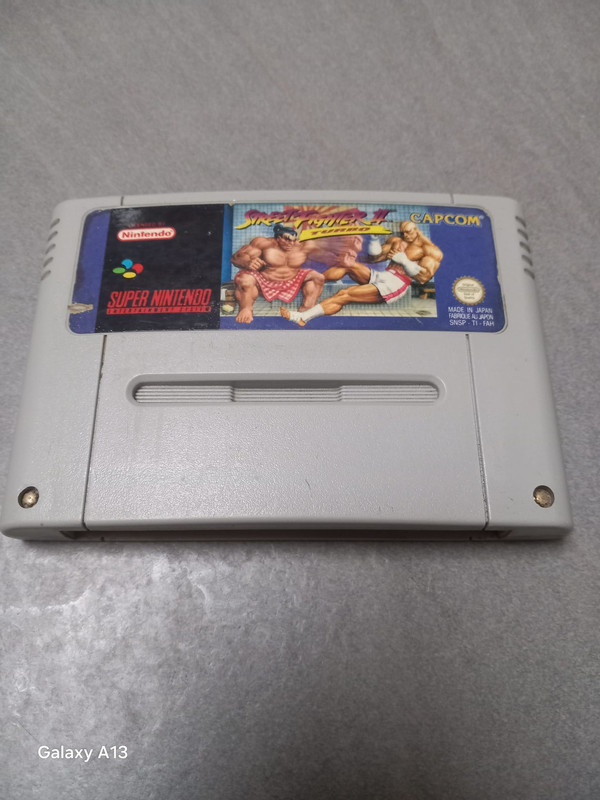 Nintendo
SUPER NINTENDO
ENTERTAINMENT SYSTEM
STREET FIGHTER II
TURBO
CAPCOM
MADE IN JAPAN
FABRIQUE AU JAPON
SNSP - TI - FAH
Galaxy A13